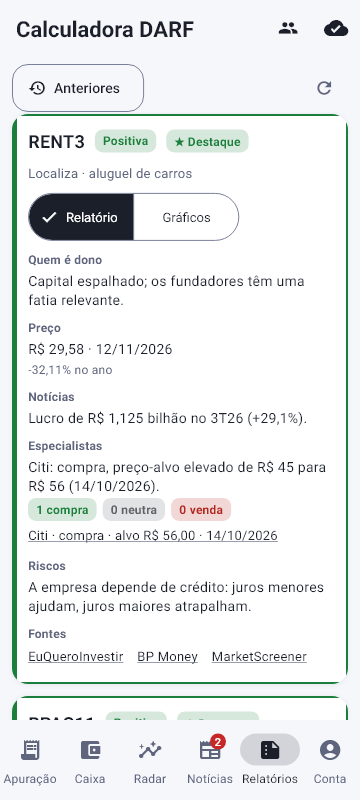 Calculadora DARF
Anteriores
RENT3 Positiva ★ Destaque
Localiza · aluguel de carros
Relatório Gráficos
Quem é dono
Capital espalhado; os fundadores têm uma
fatia relevante.
Preço
R$ 29,58 · 12/11/2026
-32,11% no ano
Notícias
Lucro de R$ 1,125 bilhão no 3T26 (+29,1%).
Especialistas
Citi: compra, preço-alvo elevado de R$ 45 para
R$ 56 (14/10/2026).
1 compra 0 neutra 0 venda
Citi · compra · alvo R$ 56,00 · 14/10/2026
Riscos
A empresa depende de crédito: juros menores
ajudam, juros maiores atrapalham.
Fontes
EuQueroInvestir BP Money MarketScreener
2
Apuração Caixa Radar Notícias Relatórios Conta